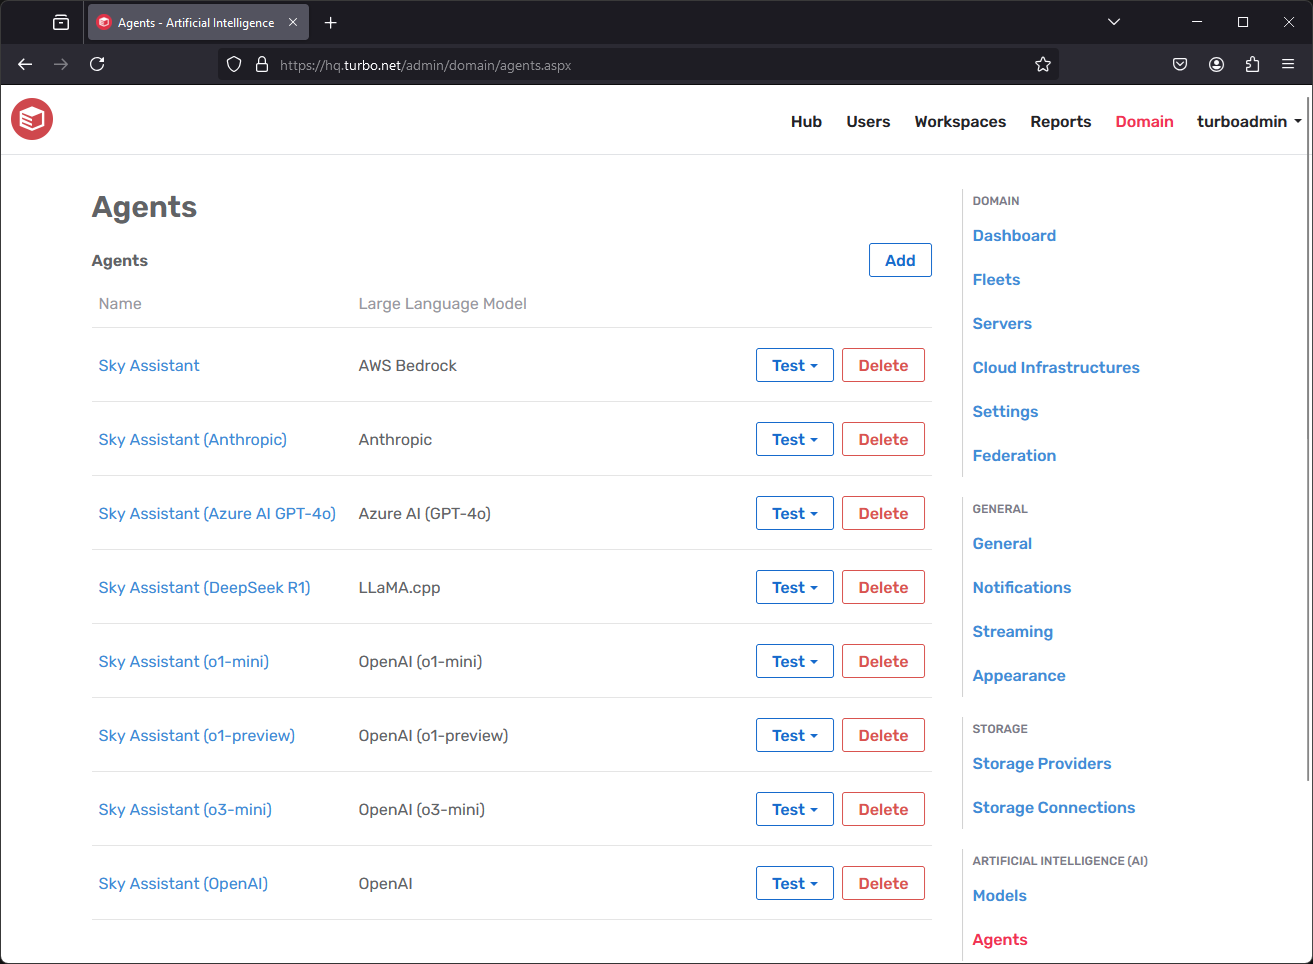 Agents - Artificial Intelligence
https://hq.turbo.net/admin/domain/agents.aspx
Hub Users Workspaces Reports Domain turboadmin
Agents
Agents Add
Name Large Language Model
Sky Assistant AWS Bedrock Test Delete
Sky Assistant (Anthropic) Anthropic Test Delete
Sky Assistant (Azure AI GPT-4o) Azure AI (GPT-4o) Test Delete
Sky Assistant (DeepSeek R1) LLaMA.cpp Test Delete
Sky Assistant (o1-mini) OpenAI (o1-mini) Test Delete
Sky Assistant (o1-preview) OpenAI (o1-preview) Test Delete
Sky Assistant (o3-mini) OpenAI (o3-mini) Test Delete
Sky Assistant (OpenAI) OpenAI Test Delete
DOMAIN
Dashboard
Fleets
Servers
Cloud Infrastructures
Settings
Federation
GENERAL
General
Notifications
Streaming
Appearance
STORAGE
Storage Providers
Storage Connections
ARTIFICIAL INTELLIGENCE (AI)
Models
Agents